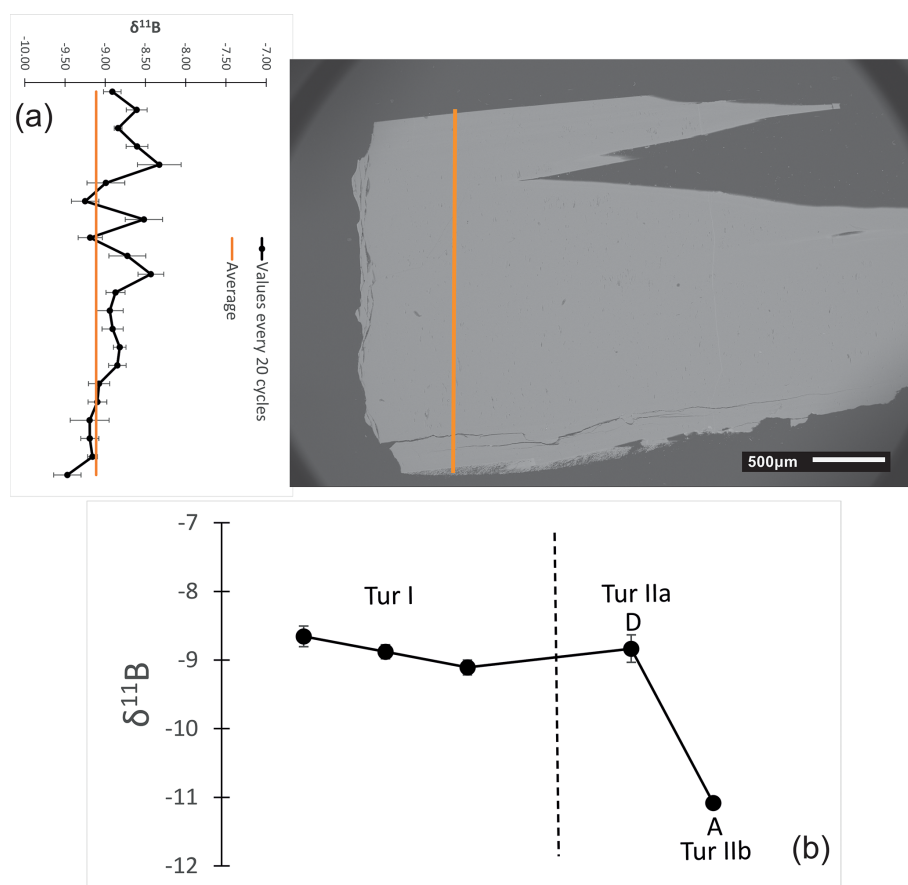 δ¹¹B
-10.00
-9.50
-9.00
-8.50
-8.00
-7.50
-7.00
(a)
Values every 20 cycles
Average
500µm
-7
-8
-9
-10
-11
-12
δ¹¹B
Tur I
Tur IIa
D
A
Tur IIb
(b)